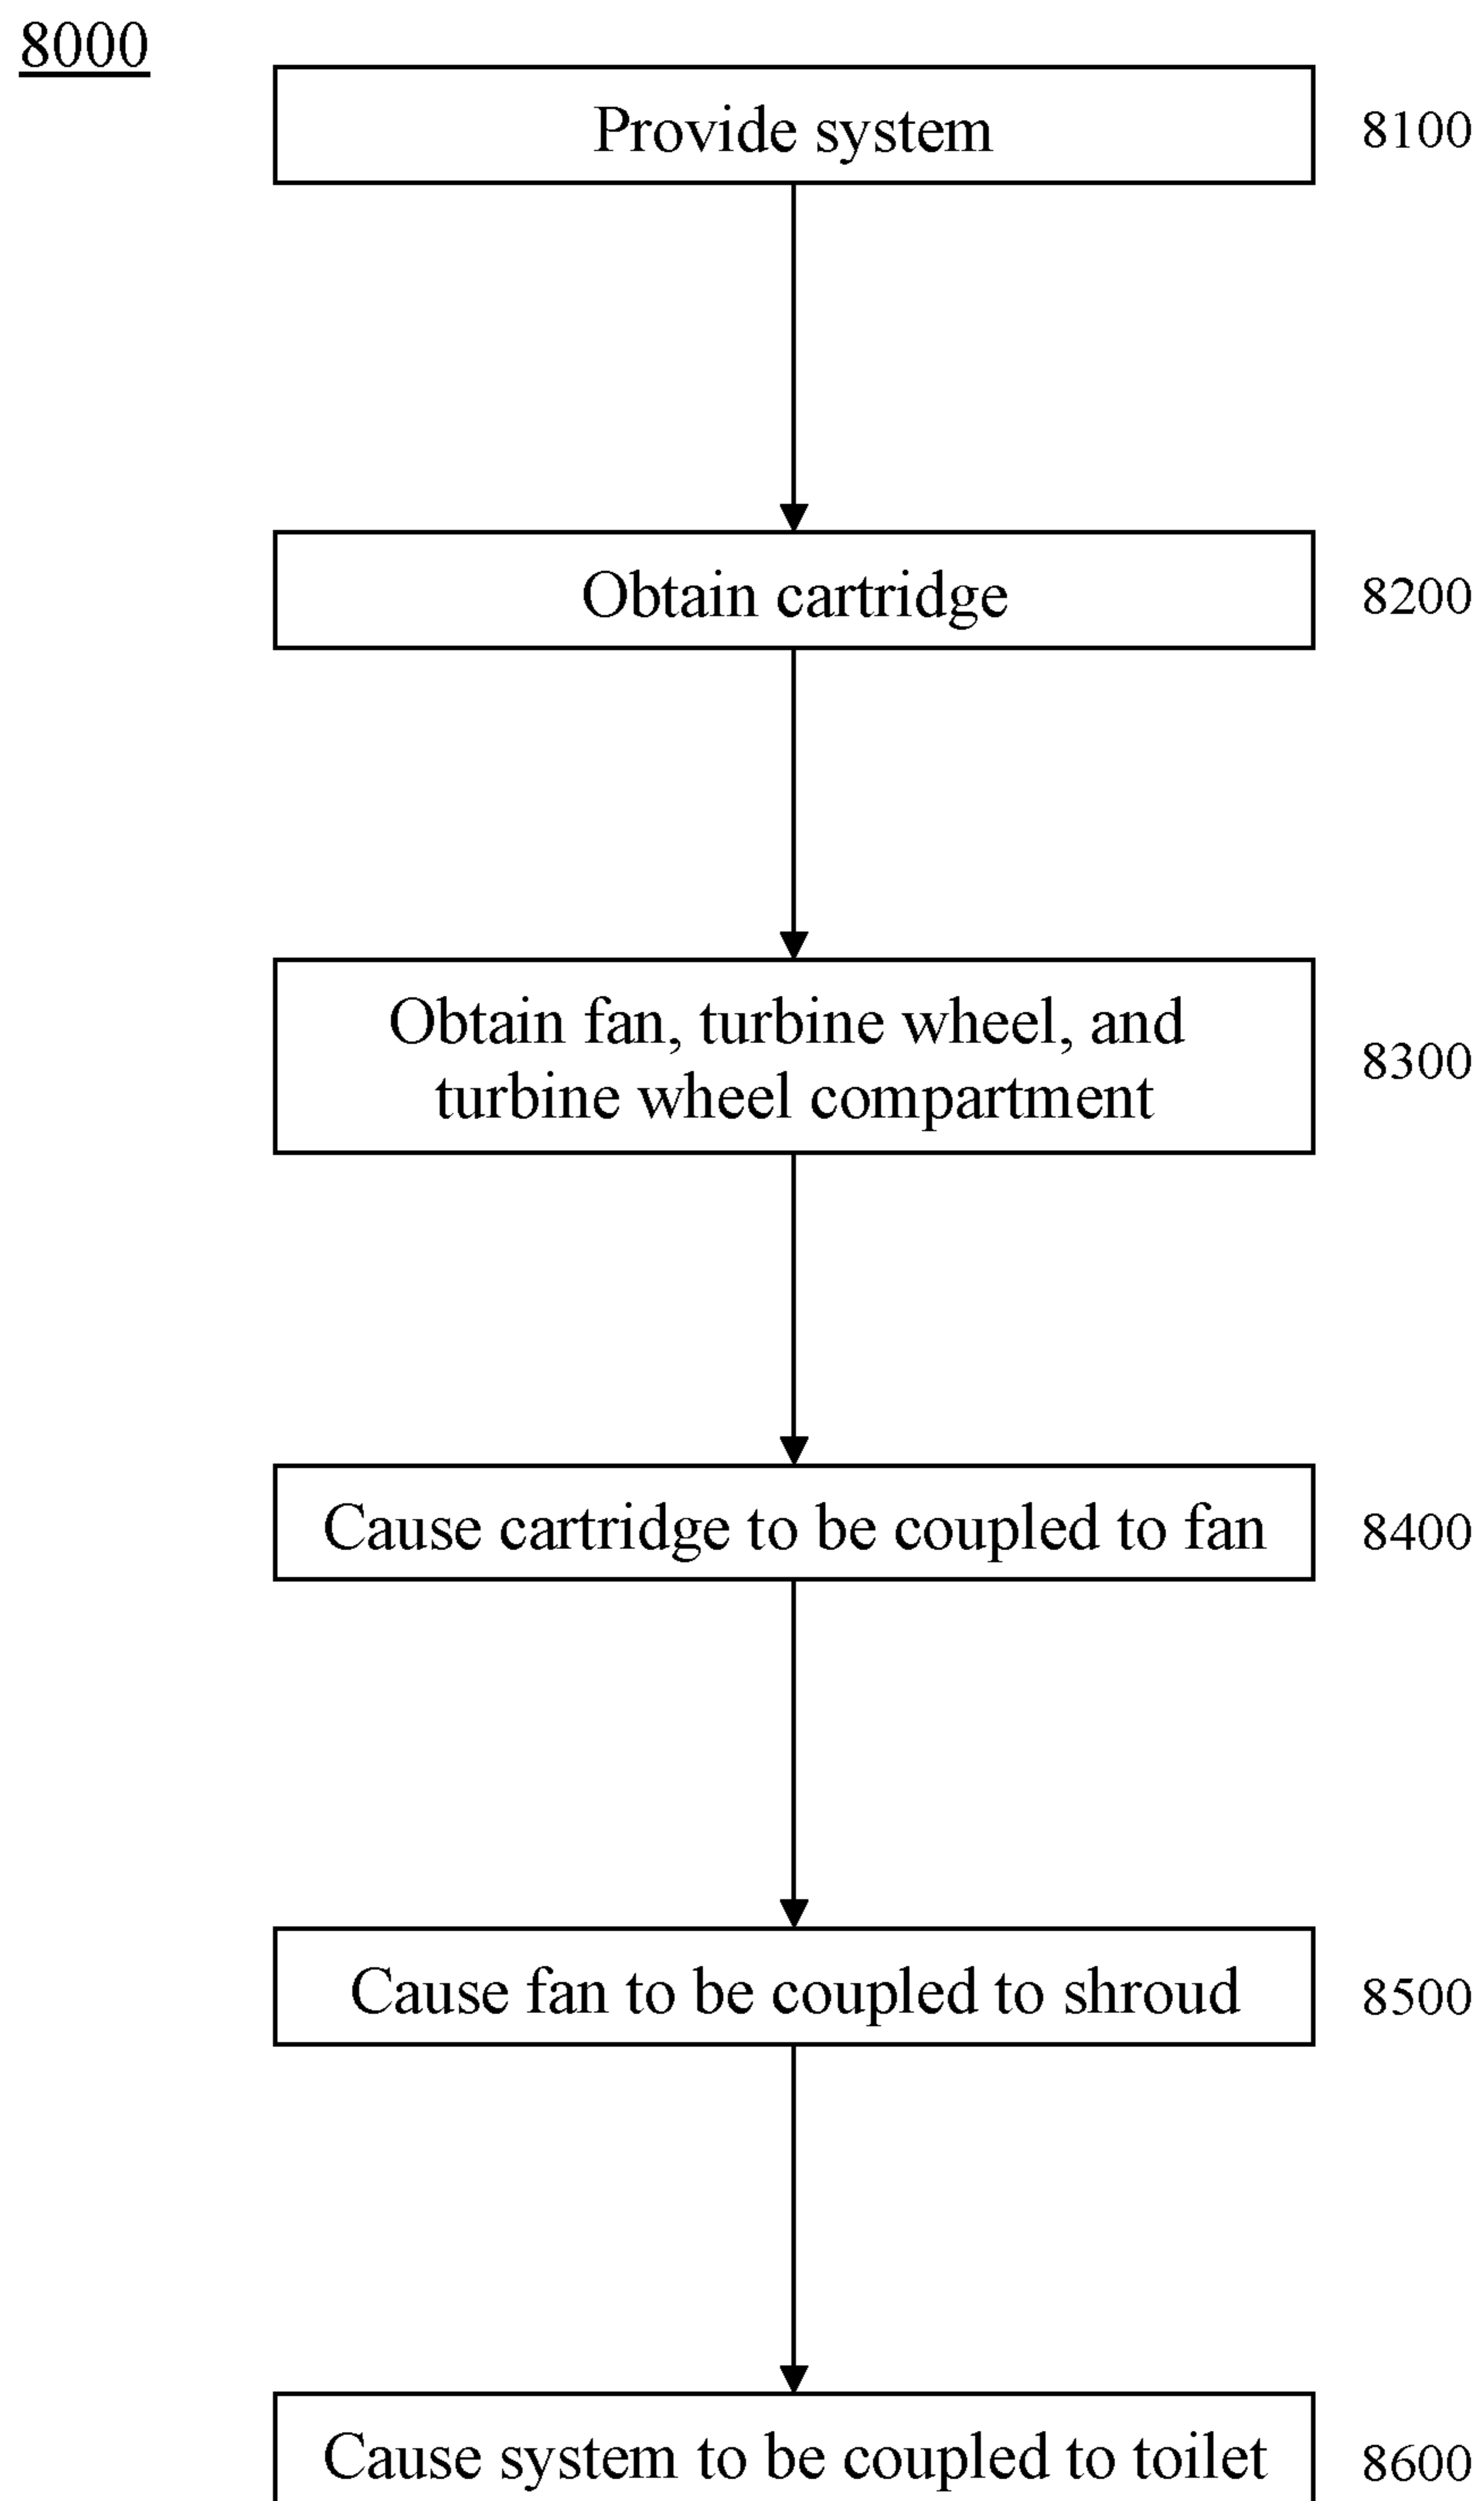 8000
Provide system
8100
Obtain cartridge
8200
Obtain fan, turbine wheel, and
turbine wheel compartment
8300
Cause cartridge to be coupled to fan
8400
Cause fan to be coupled to shroud
8500
Cause system to be coupled to toilet
8600